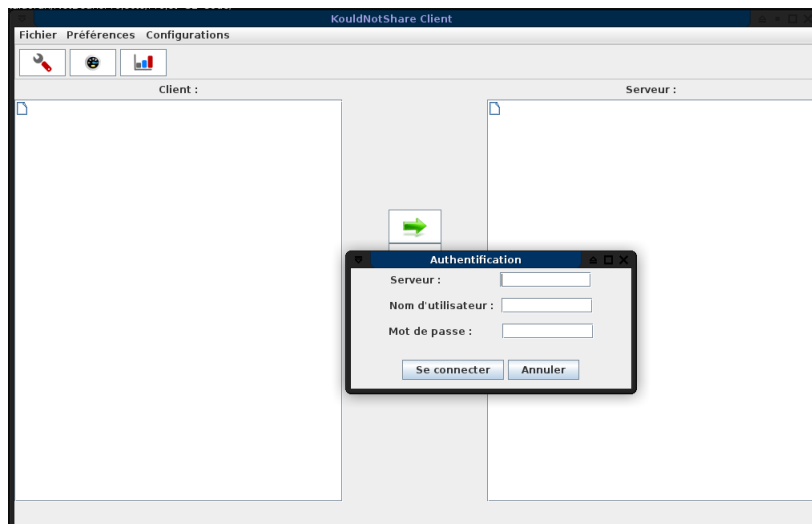 KouldNotShare Client
Fichier Préférences Configurations
Client :
Serveur :
Authentification
Serveur :
Nom d'utilisateur :
Mot de passe :
Se connecter Annuler